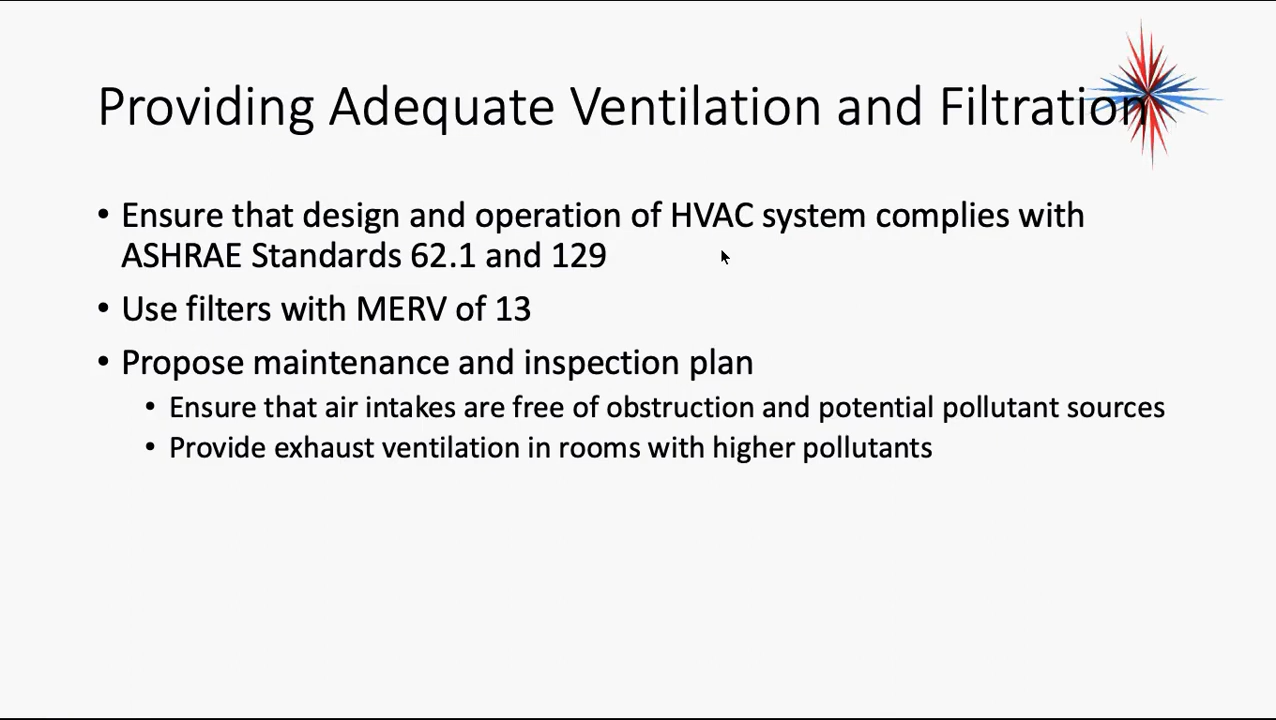 Providing Adequate Ventilation and Filtration
• Ensure that design and operation of HVAC system complies with
ASHRAE Standards 62.1 and 129
• Use filters with MERV of 13
• Propose maintenance and inspection plan
• Ensure that air intakes are free of obstruction and potential pollutant sources
• Provide exhaust ventilation in rooms with higher pollutants